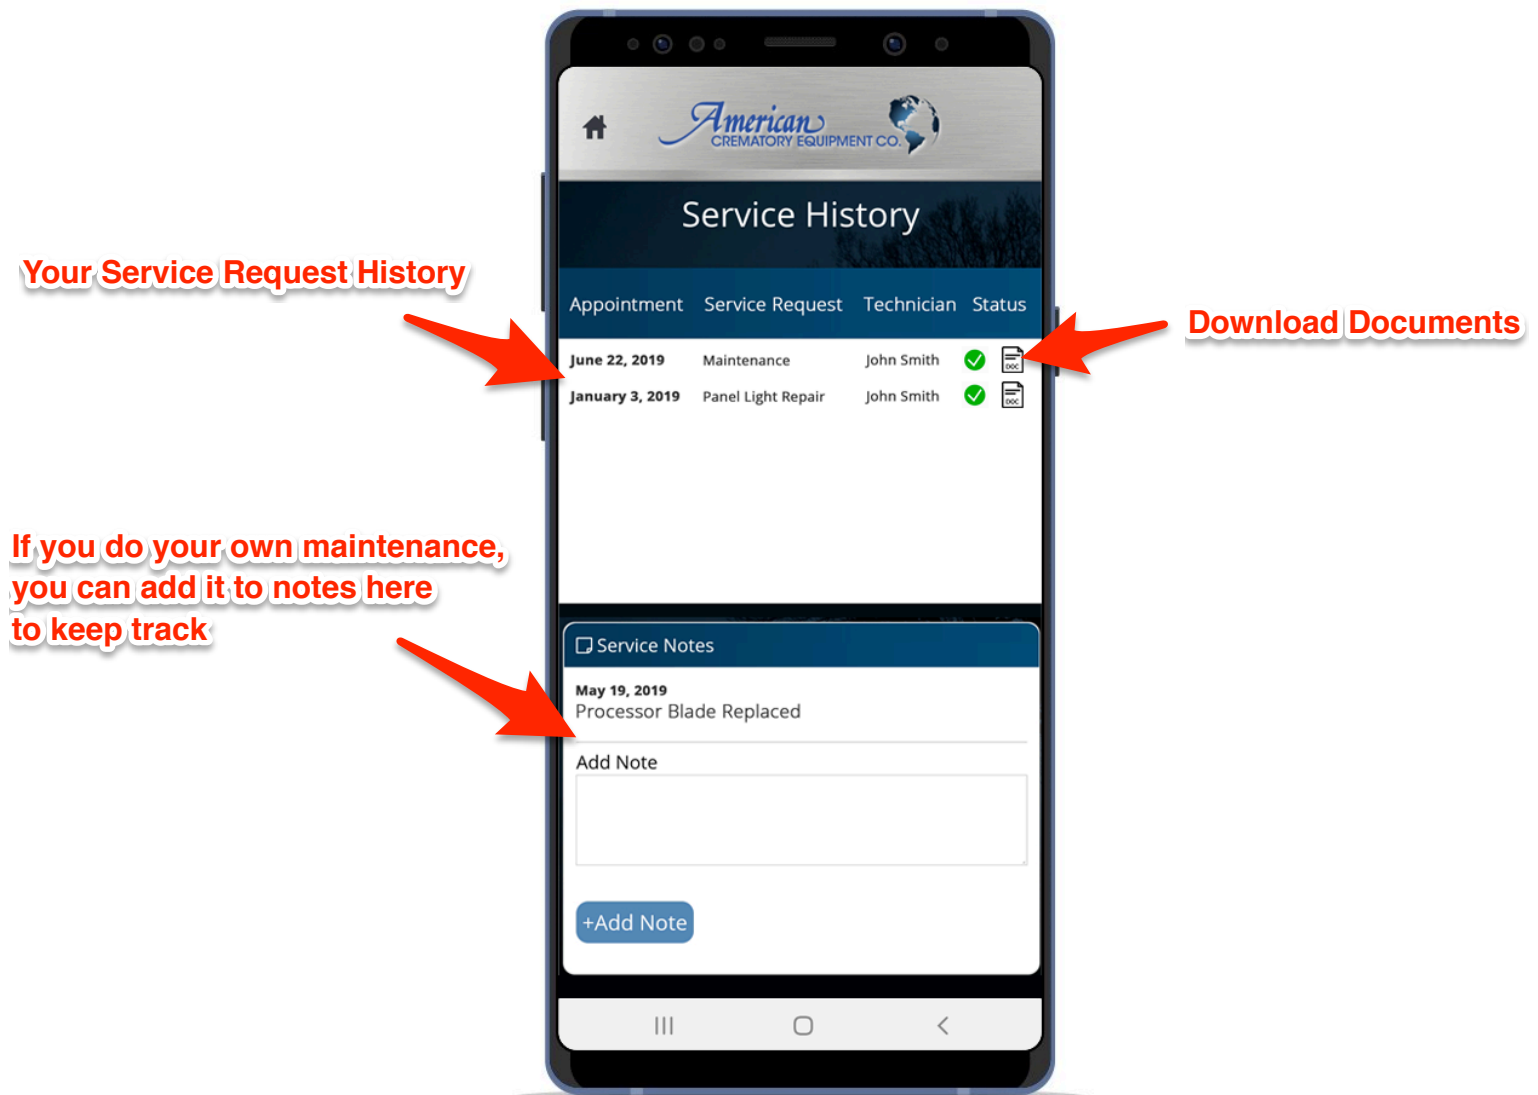 American
CREMATORY EQUIPMENT CO.
Service History
Your Service Request History
Appointment Service Request Technician Status
Download Documents
June 22, 2019 Maintenance John Smith DOC
January 3, 2019 Panel Light Repair John Smith DOC
If you do your own maintenance,
you can add it to notes here
to keep track
Service Notes
May 19, 2019
Processor Blade Replaced
Add Note
+Add Note